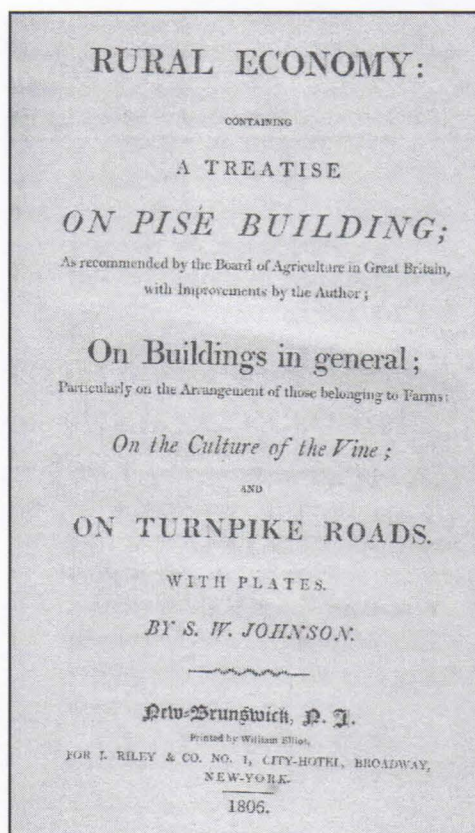 RURAL ECONOMY:
CONTAINING
A TREATISE
ON PISÉ BUILDING;
As recommended by the Board of Agriculture in Great Britain,
with Improvements by the Author;
On Buildings in general;
Particularly on the Arrangement of those belonging to Farms:
On the Culture of the Vine;
AND
ON TURNPIKE ROADS.
WITH PLATES.
BY S. W. JOHNSON.
New-Brunswick, N. J.
Printed by William Elliot,
FOR I. RILEY & CO. NO. 1, CITY-HOTEL, BROADWAY,
NEW-YORK.
1806.